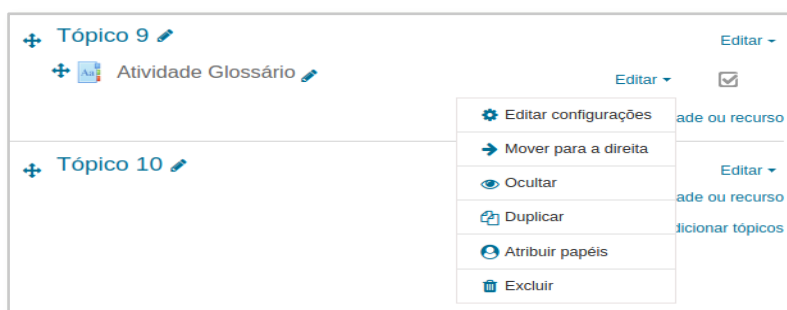 Tópico 9
Editar
Aa
Atividade Glossário
Editar
Editar configurações
ade ou recurso
Mover para a direita
Tópico 10
Editar
Ocultar
ade ou recurso
Duplicar
dicionar tópicos
Atribuir papéis
Excluir